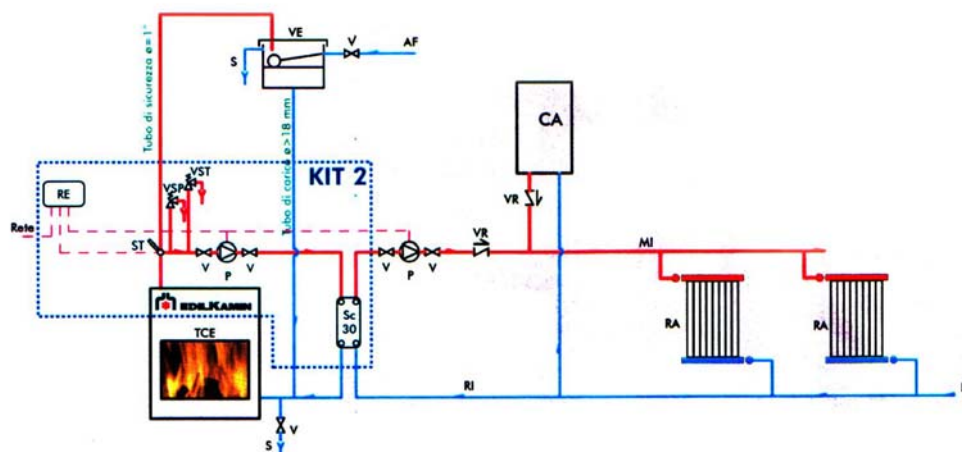 VE
V
AF
S
Tubo di sicurezza ø=1"
Tubo di carico ø>18 mm
CA
KIT 2
RE
VSP
VST
VR
Rete
ST
VR
MI
V
P
V
V
P
V
EDILKAMIN
TCE
Sc
30
RA
RA
RI
V
S